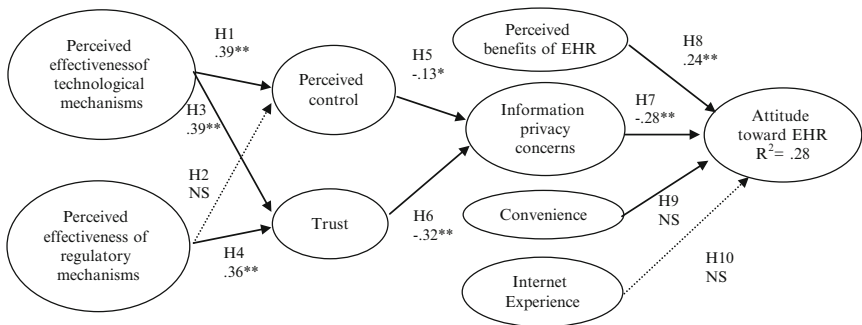 Perceived
effectivenessof
technological
mechanisms
H1
.39**
H3
.39**
H2
NS
Perceived
effectiveness of
regulatory
mechanisms
H4
.36**
Perceived
control
Trust
H5
-.13*
H6
-.32**
Perceived
benefits of EHR
Information
privacy
concerns
Convenience
Internet
Experience
H8
.24**
H7
-.28**
H9
NS
H10
NS
Attitude
toward EHR
R²= .28